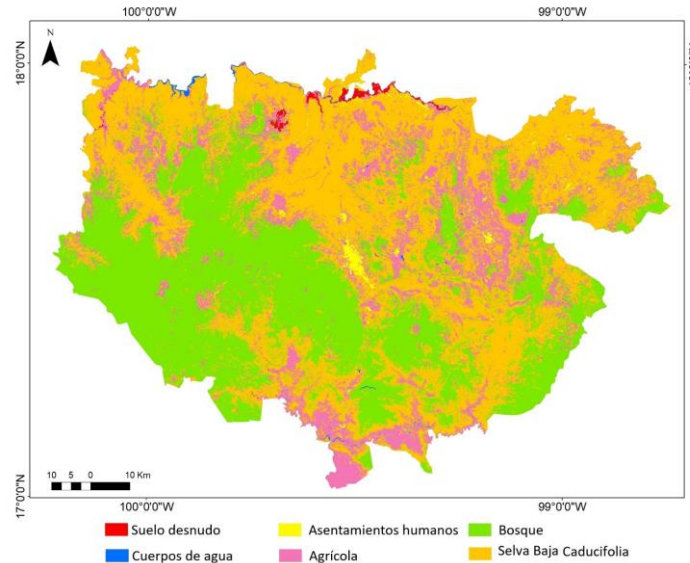 100°0'0"W 99°0'0"W
N
18°0'0"N
10 5 0 10 Km
17°0'0"N
100°0'0"W 99°0'0"W
Suelo desnudo Asentamientos humanos Bosque
Cuerpos de agua Agrícola Selva Baja Caducifolia